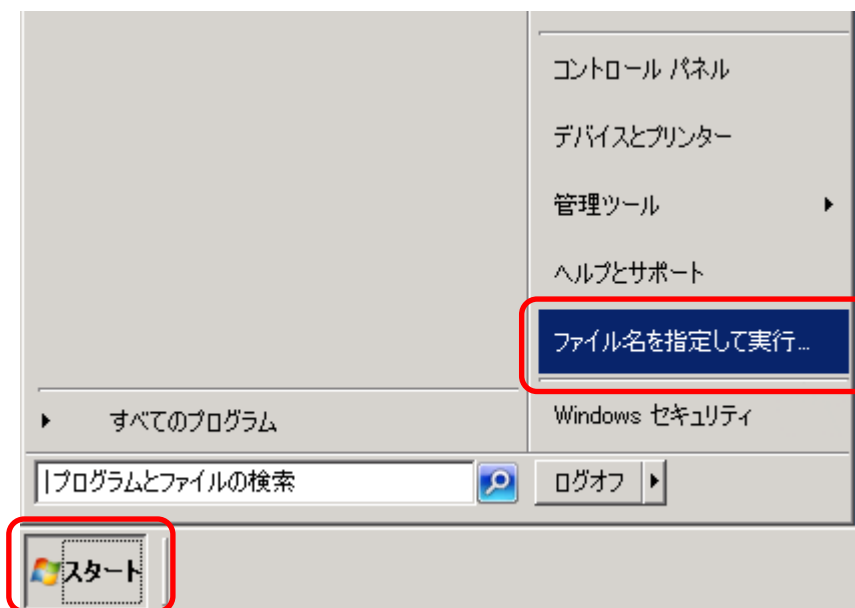 コントロール パネル
デバイスとプリンター
管理ツール
ヘルプとサポート
ファイル名を指定して実行...
Windows セキュリティ
すべてのプログラム
プログラムとファイルの検索
ログオフ
スタート